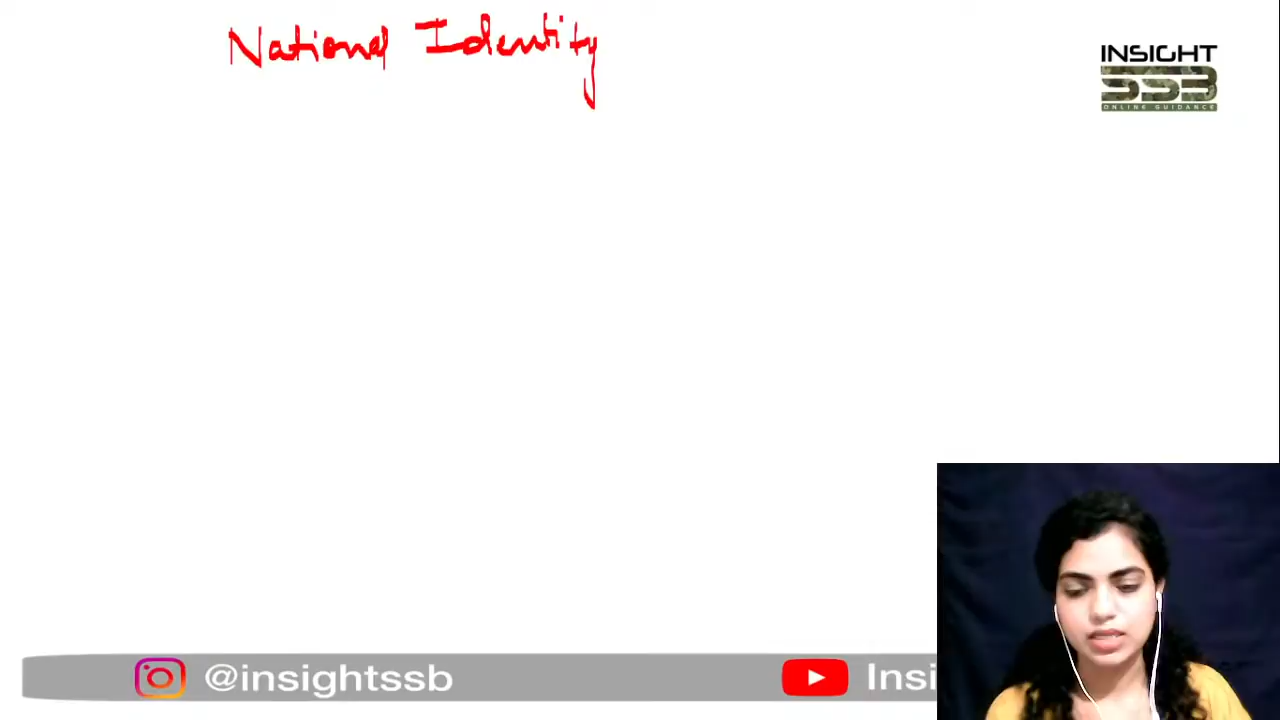 National Identity
INSIGHT
SSB
ONLINE GUIDANCE
@insightssb
Insi